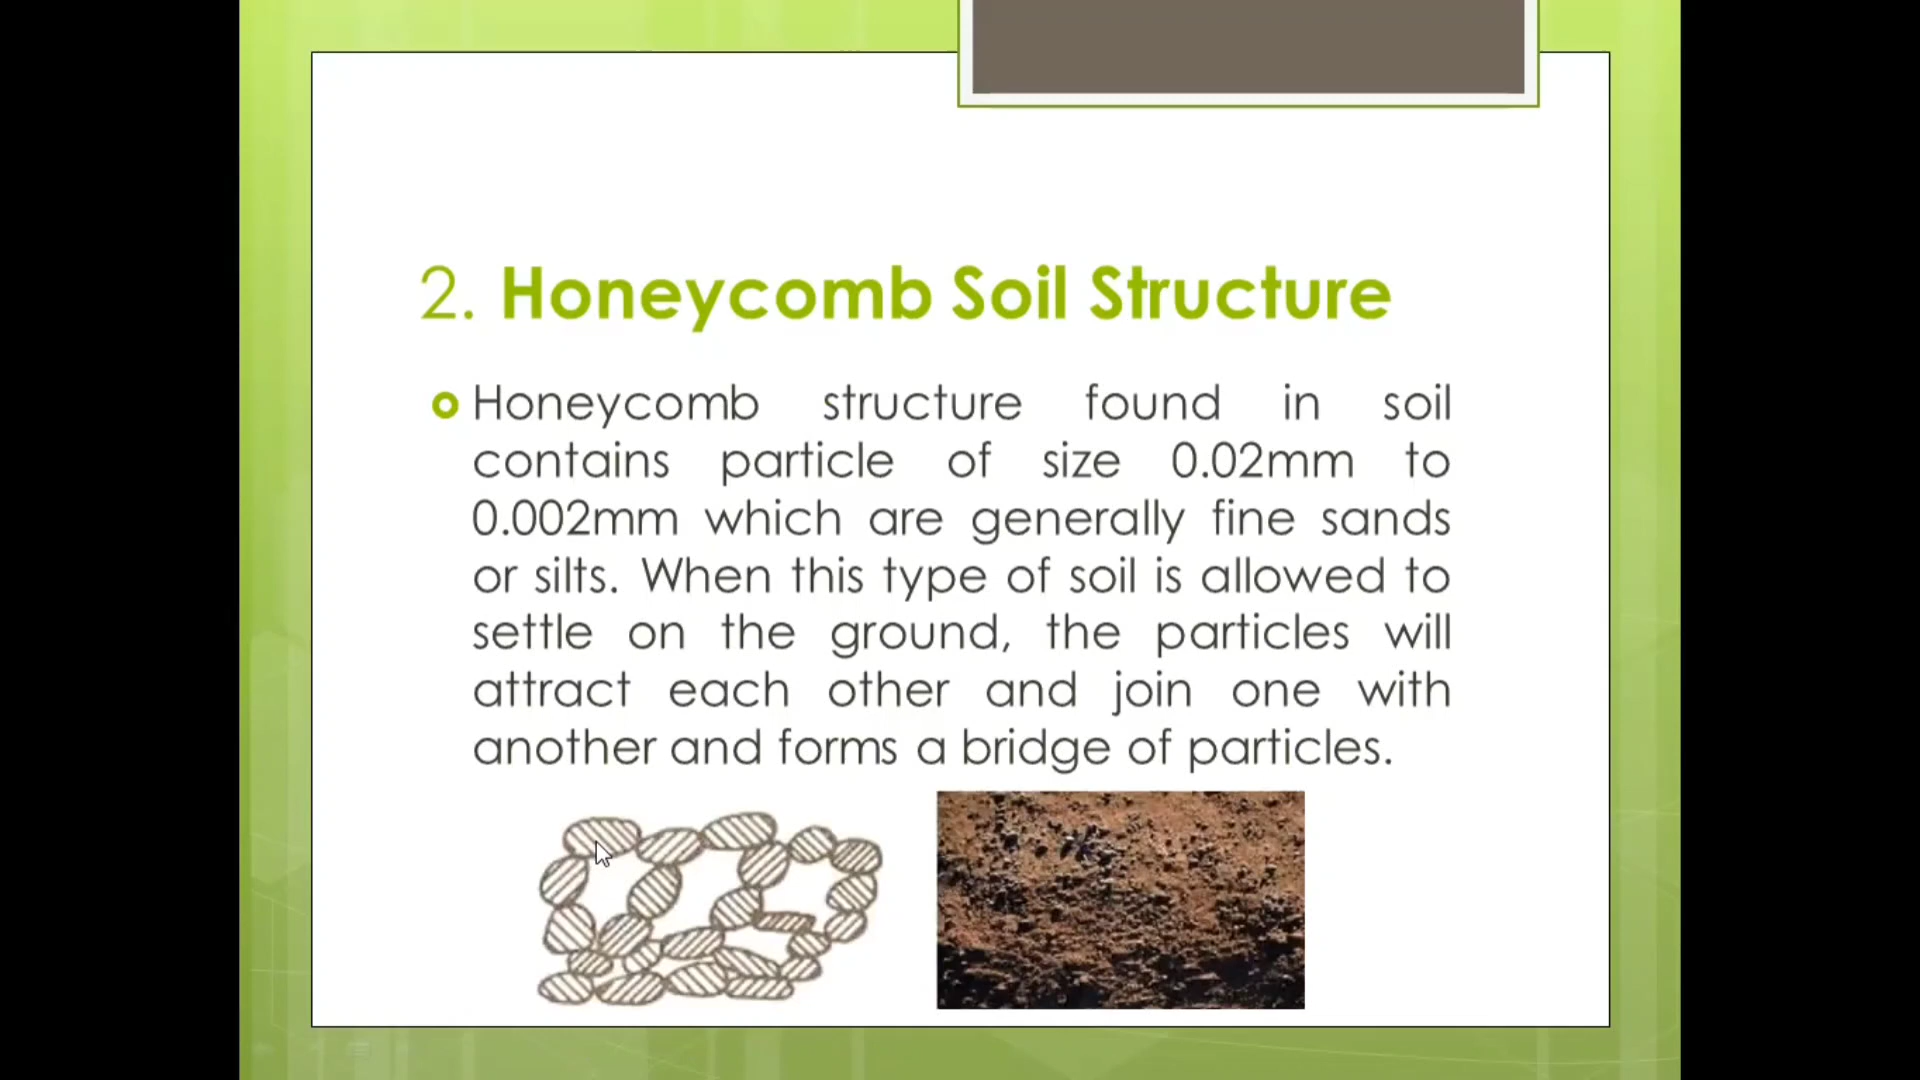 2. Honeycomb Soil Structure
Honeycomb structure found in soil
contains particle of size 0.02mm to
0.002mm which are generally fine sands
or silts. When this type of soil is allowed to
settle on the ground, the particles will
attract each other and join one with
another and forms a bridge of particles.